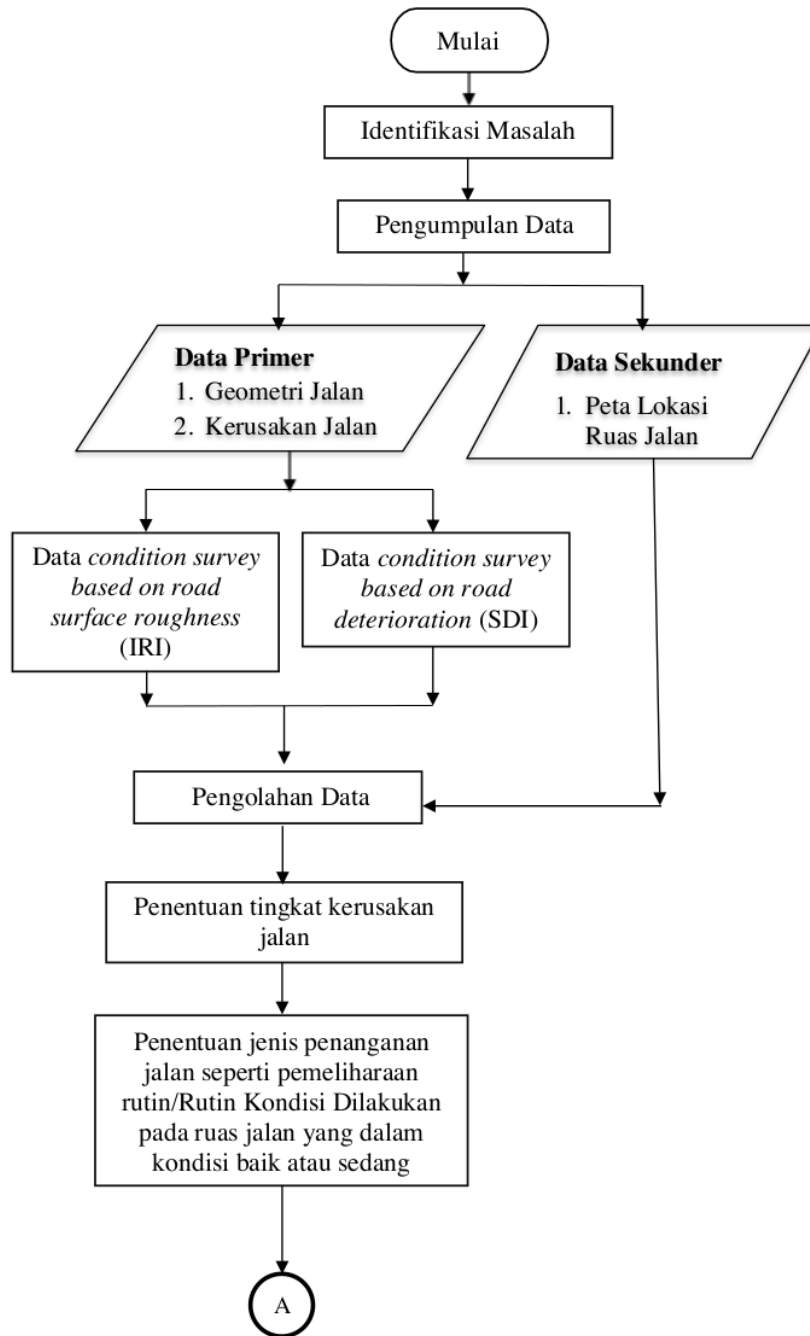 Mulai
Identifikasi Masalah
Pengumpulan Data
Data Primer
1. Geometri Jalan
2. Kerusakan Jalan
Data Sekunder
1. Peta Lokasi
Ruas Jalan
Data condition survey
based on road
surface roughness
(IRI)
Data condition survey
based on road
deterioration (SDI)
Pengolahan Data
Penentuan tingkat kerusakan
jalan
Penentuan jenis penanganan
jalan seperti pemeliharaan
rutin/Rutin Kondisi Dilakukan
pada ruas jalan yang dalam
kondisi baik atau sedang
A